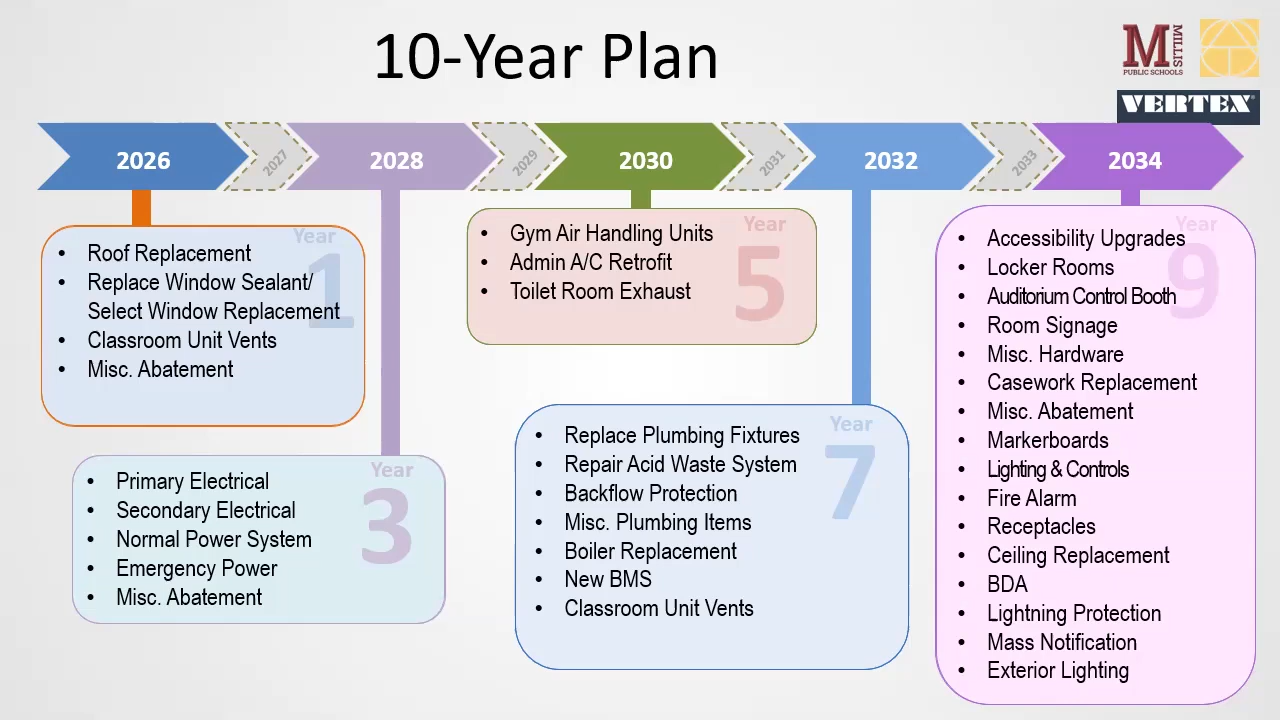 10-Year Plan
M
MILLIS
PUBLIC SCHOOLS
VERTEX
2026
2027
2028
2029
2030
2031
2032
2033
2034
Year
1
• Roof Replacement
• Replace Window Sealant/
Select Window Replacement
• Classroom Unit Vents
• Misc. Abatement
Year
3
• Primary Electrical
• Secondary Electrical
• Normal Power System
• Emergency Power
• Misc. Abatement
Year
5
• Gym Air Handling Units
• Admin A/C Retrofit
• Toilet Room Exhaust
Year
7
• Replace Plumbing Fixtures
• Repair Acid Waste System
• Backflow Protection
• Misc. Plumbing Items
• Boiler Replacement
• New BMS
• Classroom Unit Vents
Year
9
• Accessibility Upgrades
• Locker Rooms
• Auditorium Control Booth
• Room Signage
• Misc. Hardware
• Casework Replacement
• Misc. Abatement
• Markerboards
• Lighting & Controls
• Fire Alarm
• Receptacles
• Ceiling Replacement
• BDA
• Lightning Protection
• Mass Notification
• Exterior Lighting